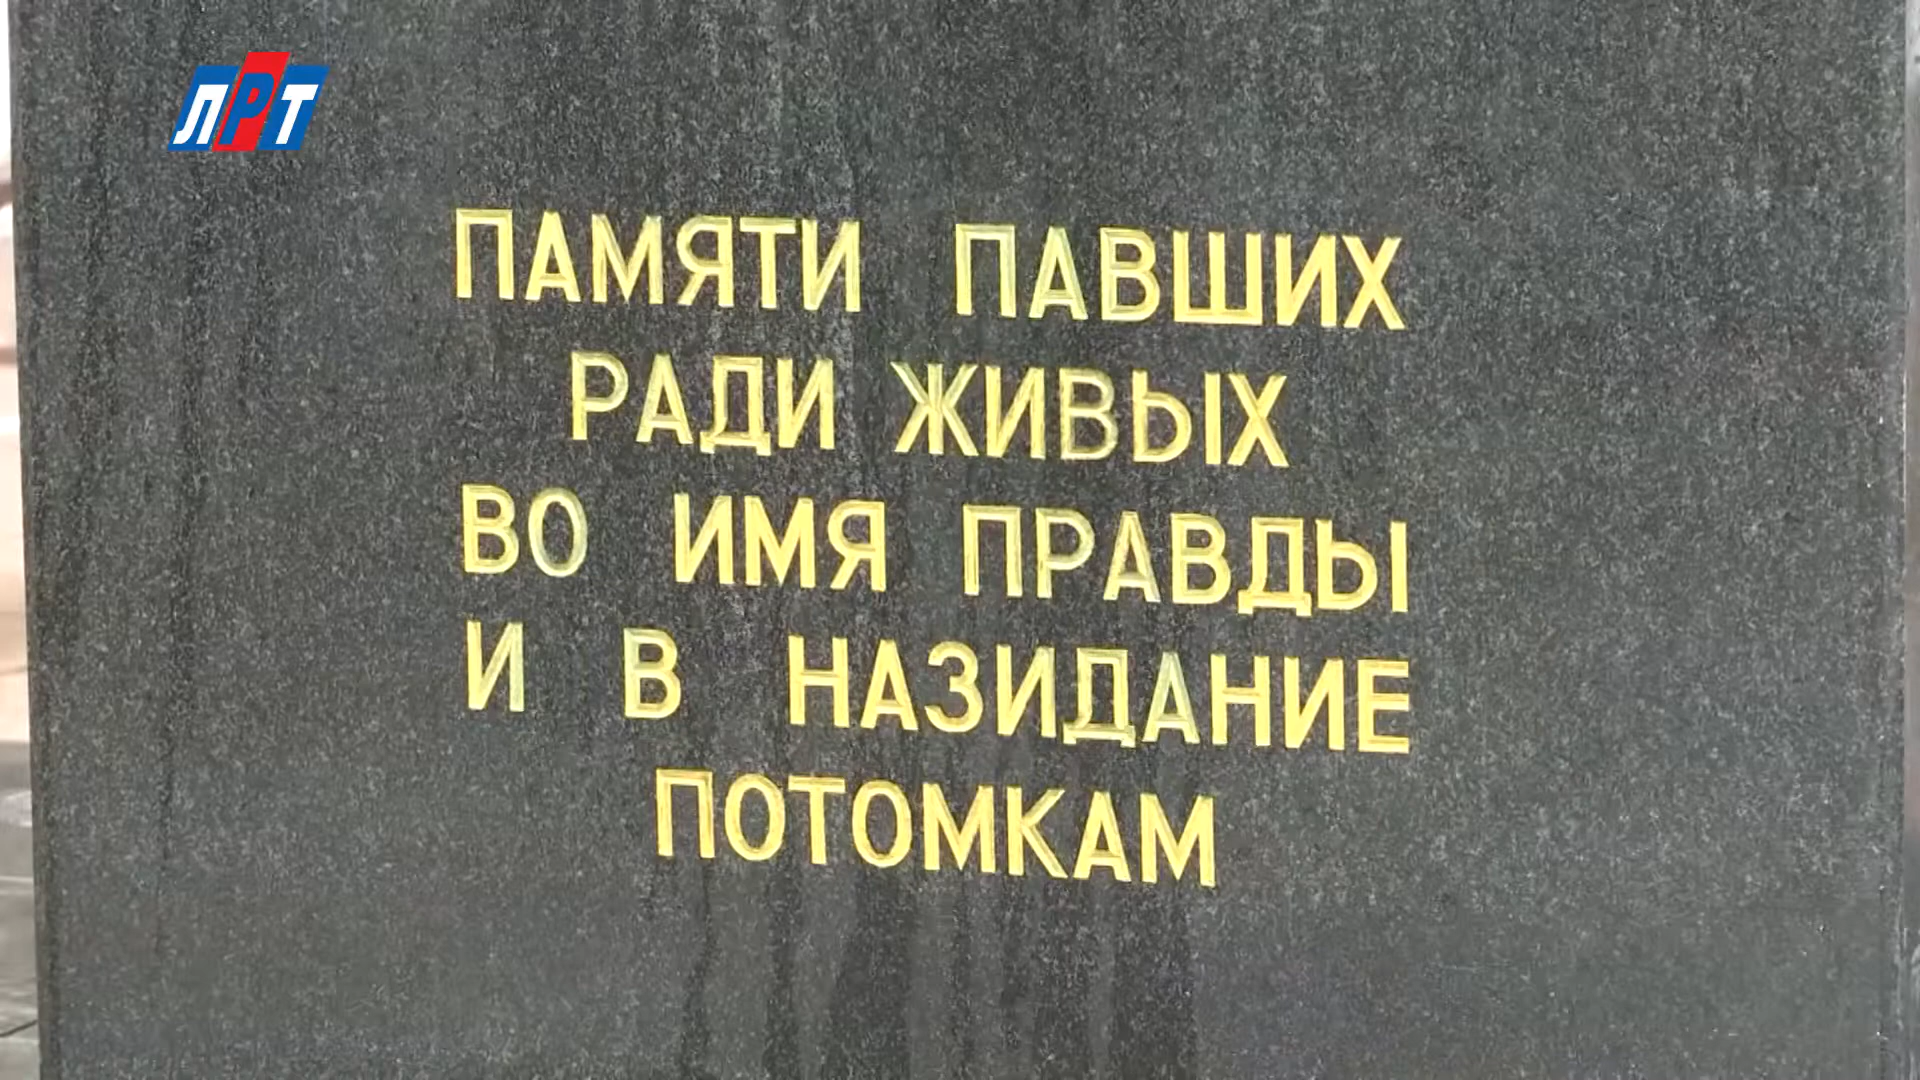 ЛРТ
ПАМЯТИ ПАВШИХ
РАДИ ЖИВЫХ
ВО ИМЯ ПРАВДЫ
И В НАЗИДАНИЕ
ПОТОМКАМ